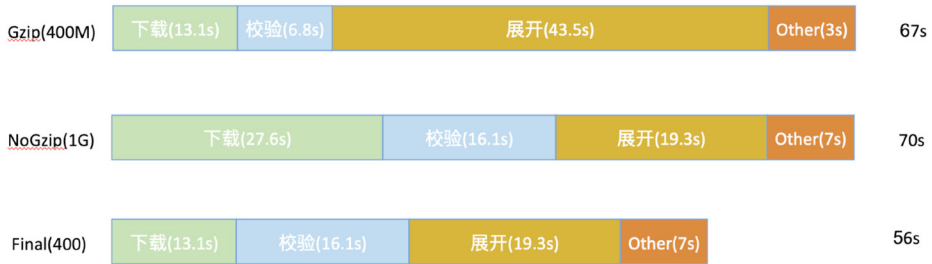 Gzip(400M) 下载(13.1s) 校验(6.8s) 展开(43.5s) Other(3s) 67s
NoGzip(1G) 下载(27.6s) 校验(16.1s) 展开(19.3s) Other(7s) 70s
Final(400) 下载(13.1s) 校验(16.1s) 展开(19.3s) Other(7s) 56s